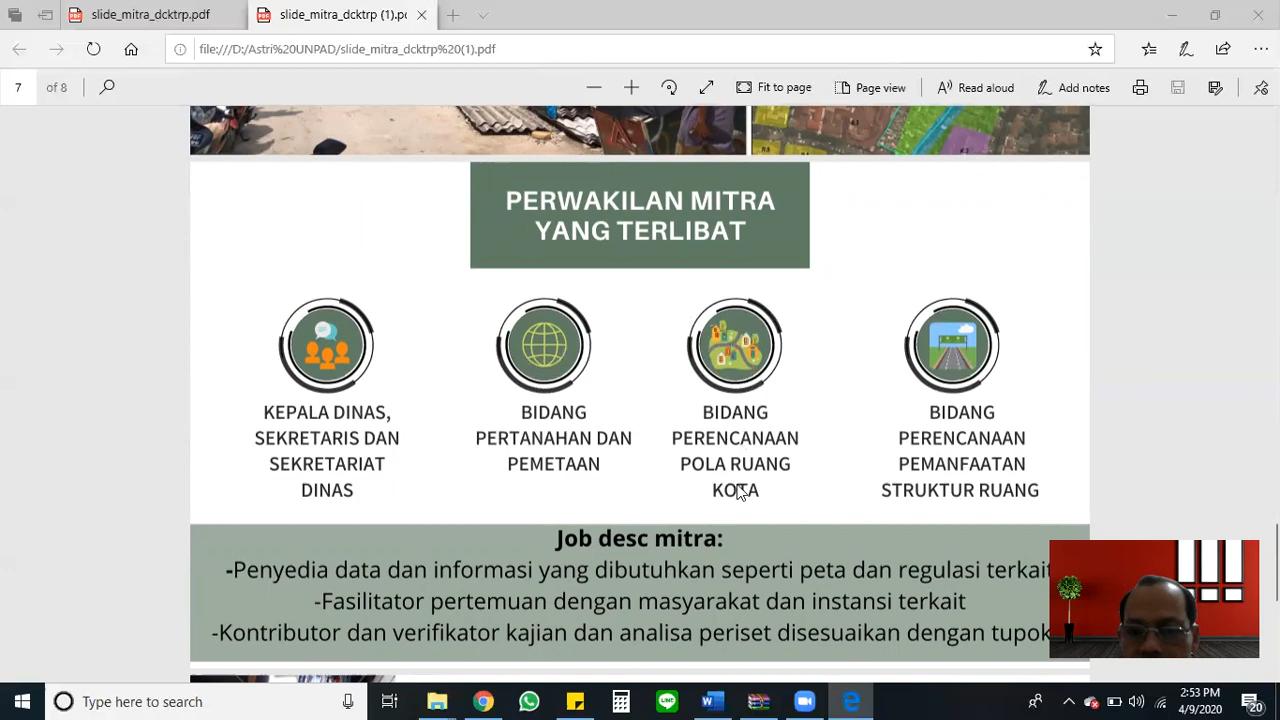 slide_mitra_dcktrp.pdf
slide_mitra_dcktrp (1).pc
file:///D:/Astri%20UNPAD/slide_mitra_dcktrp%20(1).pdf
7 of 8
Fit to page
Page view
Read aloud
Add notes
R8
K3
PERWAKILAN MITRA
YANG TERLIBAT
KEPALA DINAS,
SEKRETARIS DAN
SEKRETARIAT
DINAS
BIDANG
PERTANAHAN DAN
PEMETAAN
BIDANG
PERENCANAAN
POLA RUANG
KOTA
BIDANG
PERENCANAAN
PEMANFAATAN
STRUKTUR RUANG
Job desc mitra:
-Penyedia data dan informasi yang dibutuhkan seperti peta dan regulasi terkait
-Fasilitator pertemuan dengan masyarakat dan instansi terkait
-Kontributor dan verifikator kajian dan analisa periset disesuaikan dengan tupok
Type here to search
2:53 PM
4/9/2020
20